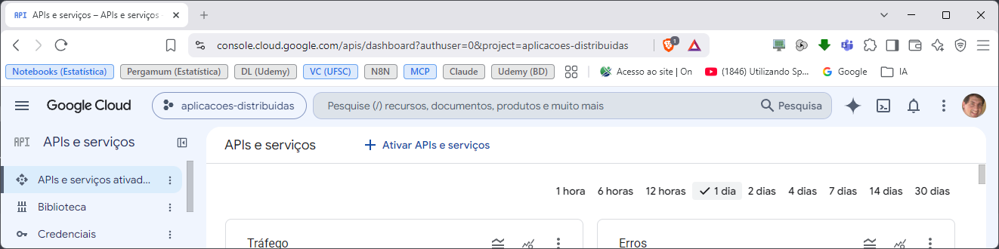 API APIs e serviços – APIs e serviços
console.cloud.google.com/apis/dashboard?authuser=0&project=aplicacoes-distribuidas 1
Notebooks (Estatística) Pergamum (Estatística) DL (Udemy) VC (UFSC) N8N MCP Claude Udemy (BD) Acesso ao site | On (1846) Utilizando Sp... Google IA
Google Cloud aplicacoes-distribuidas Pesquise (/) recursos, documentos, produtos e muito mais Pesquisa
API APIs e serviços
APIs e serviços + Ativar APIs e serviços
APIs e serviços ativad...
1 hora 6 horas 12 horas 1 dia 2 dias 4 dias 7 dias 14 dias 30 dias
Biblioteca
Credenciais
Tráfego Erros